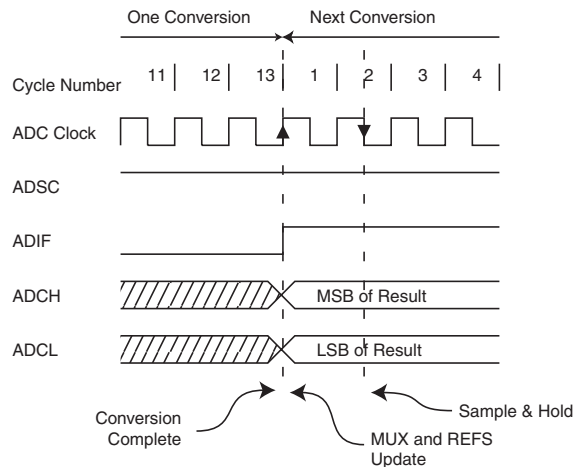 One Conversion
Next Conversion
Cycle Number
11
12
13
1
2
3
4
ADC Clock
ADSC
ADIF
ADCH
MSB of Result
ADCL
LSB of Result
Conversion
Complete
MUX and REFS
Update
Sample & Hold